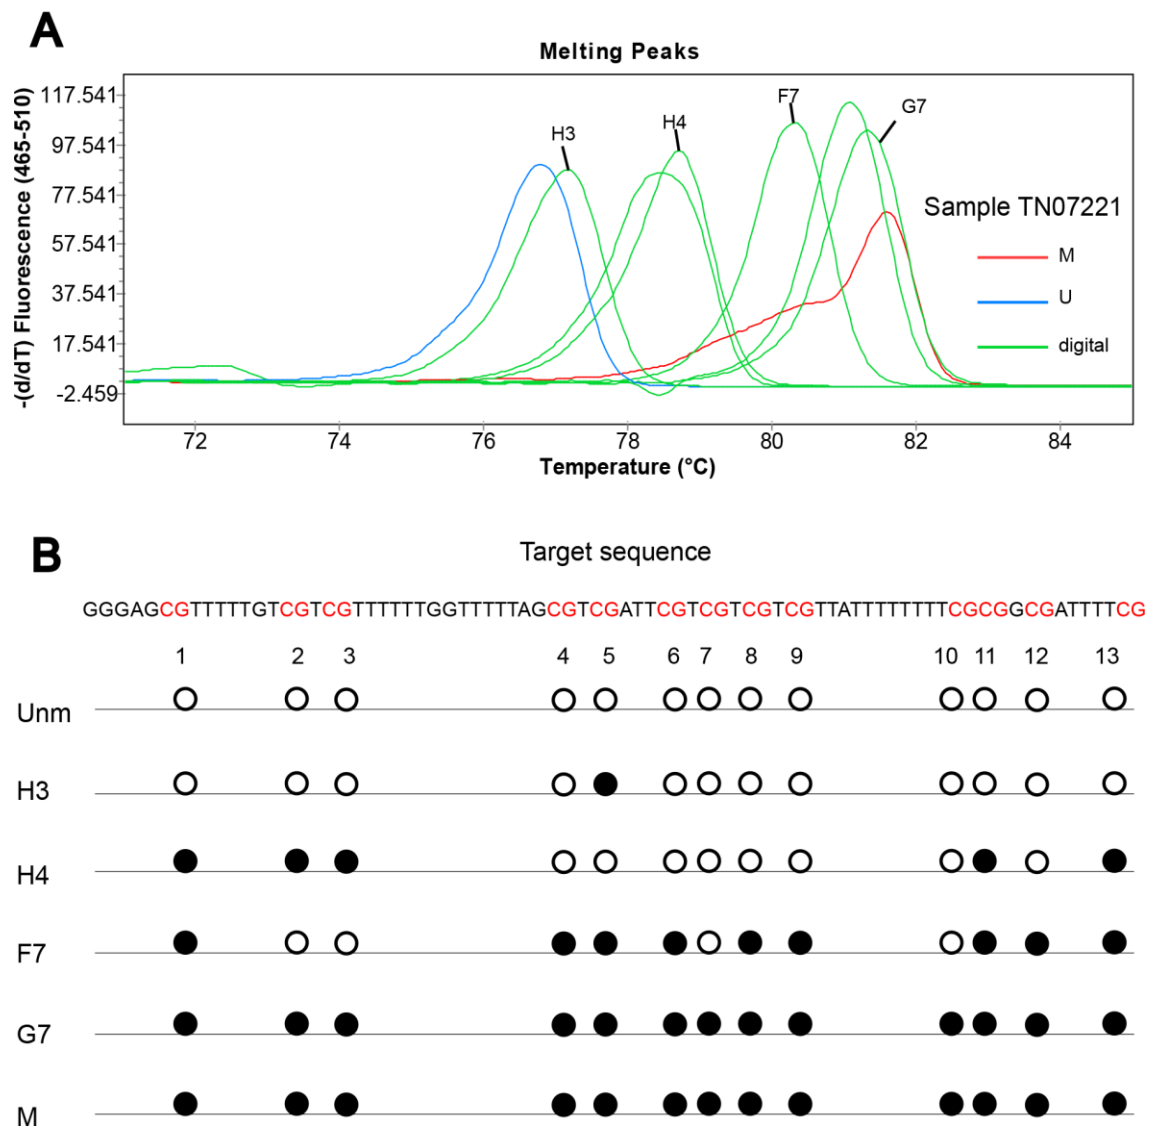 A
Melting Peaks
-(d/dT) Fluorescence (465-510)
117.541
97.541
77.541
57.541
37.541
17.541
-2.459
H3
H4
F7
G7
Sample TN07221
M
U
digital
72 74 76 78 80 82 84
Temperature (°C)
B
Target sequence
GGGAGCGTTTTTGTCGTCGTTTTTTGGTTTTTAGCGTCGATTCGTCGTCGTCGTTATTTTTTTTCGCGGCGATTTTCG
1 2 3 4 5 6 7 8 9 10 11 12 13
Unm
H3
H4
F7
G7
M